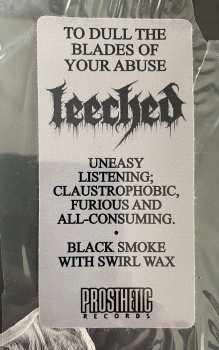 TO DULL THE
BLADES OF
YOUR ABUSE
leeched
UNEASY
LISTENING;
CLAUSTROPHOBIC,
FURIOUS AND
ALL-CONSUMING.
•
BLACK SMOKE
WITH SWIRL WAX
PROSTHETIC
RECORDS